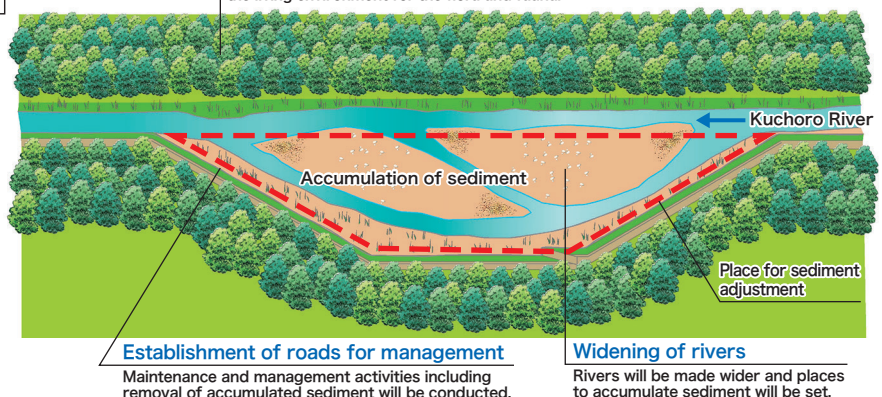 Kuchoro River
Accumulation of sediment
Place for sediment
adjustment
Establishment of roads for management
Maintenance and management activities including
removal of accumulated sediment will be conducted.
Widening of rivers
Rivers will be made wider and places
to accumulate sediment will be set.